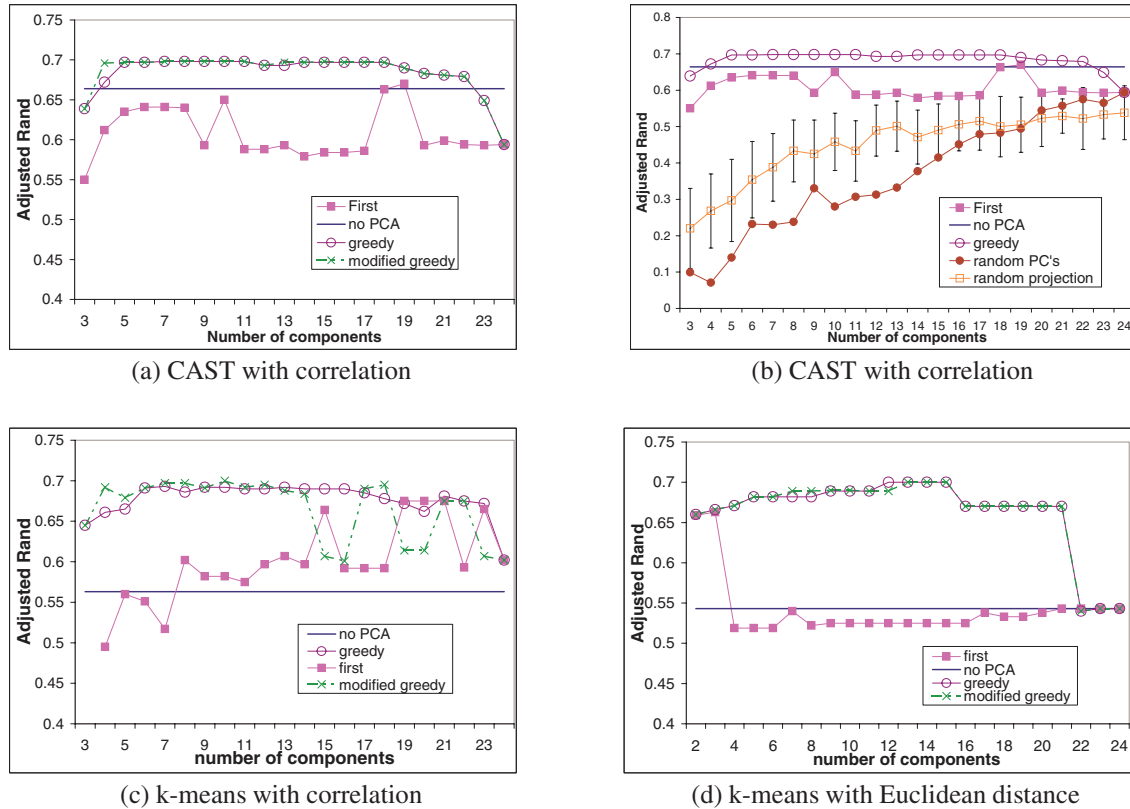 0.75
0.7
0.65
0.6
0.55
0.5
0.45
0.4
Adjusted Rand
First
no PCA
greedy
modified greedy
3 5 7 9 11 13 15 17 19 21 23
Number of components
(a) CAST with correlation
0.8
0.7
0.6
0.5
0.4
0.3
0.2
0.1
0
Adjusted Rand
First
no PCA
greedy
random PC's
random projection
3 4 5 6 7 8 9 10 11 12 13 14 15 16 17 18 19 20 21 22 23 24
Number of components
(b) CAST with correlation
0.75
0.7
0.65
0.6
0.55
0.5
0.45
0.4
Adjusted Rand
no PCA
greedy
first
modified greedy
3 5 7 9 11 13 15 17 19 21 23
number of components
(c) k-means with correlation
0.75
0.7
0.65
0.6
0.55
0.5
0.45
0.4
Adjusted Rand
first
no PCA
greedy
modified greedy
2 4 6 8 10 12 14 16 18 20 22 24
number of components
(d) k-means with Euclidean distance